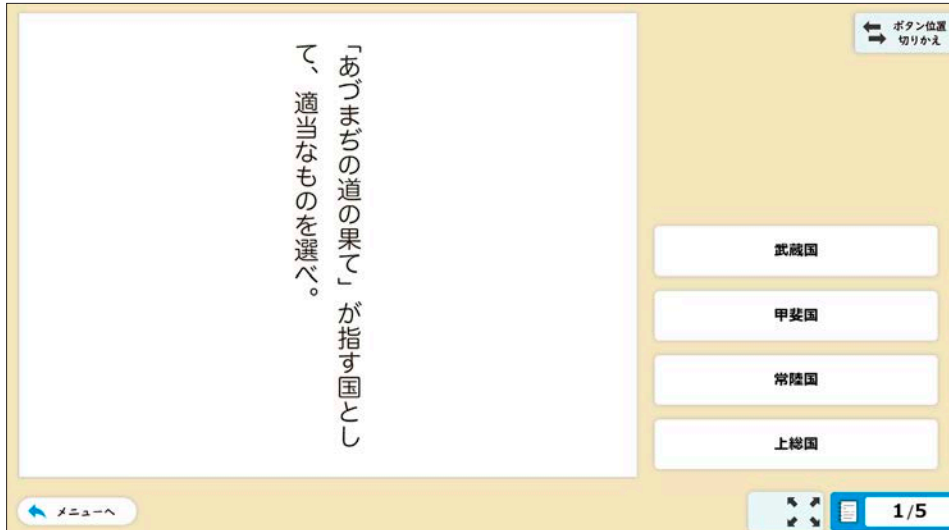 「あづまぢの道の果て」が指す国とし
て、適当なものを選べ。
ボタン位置
切りかえ
武蔵国
甲斐国
常陸国
上総国
メニューへ
1/5